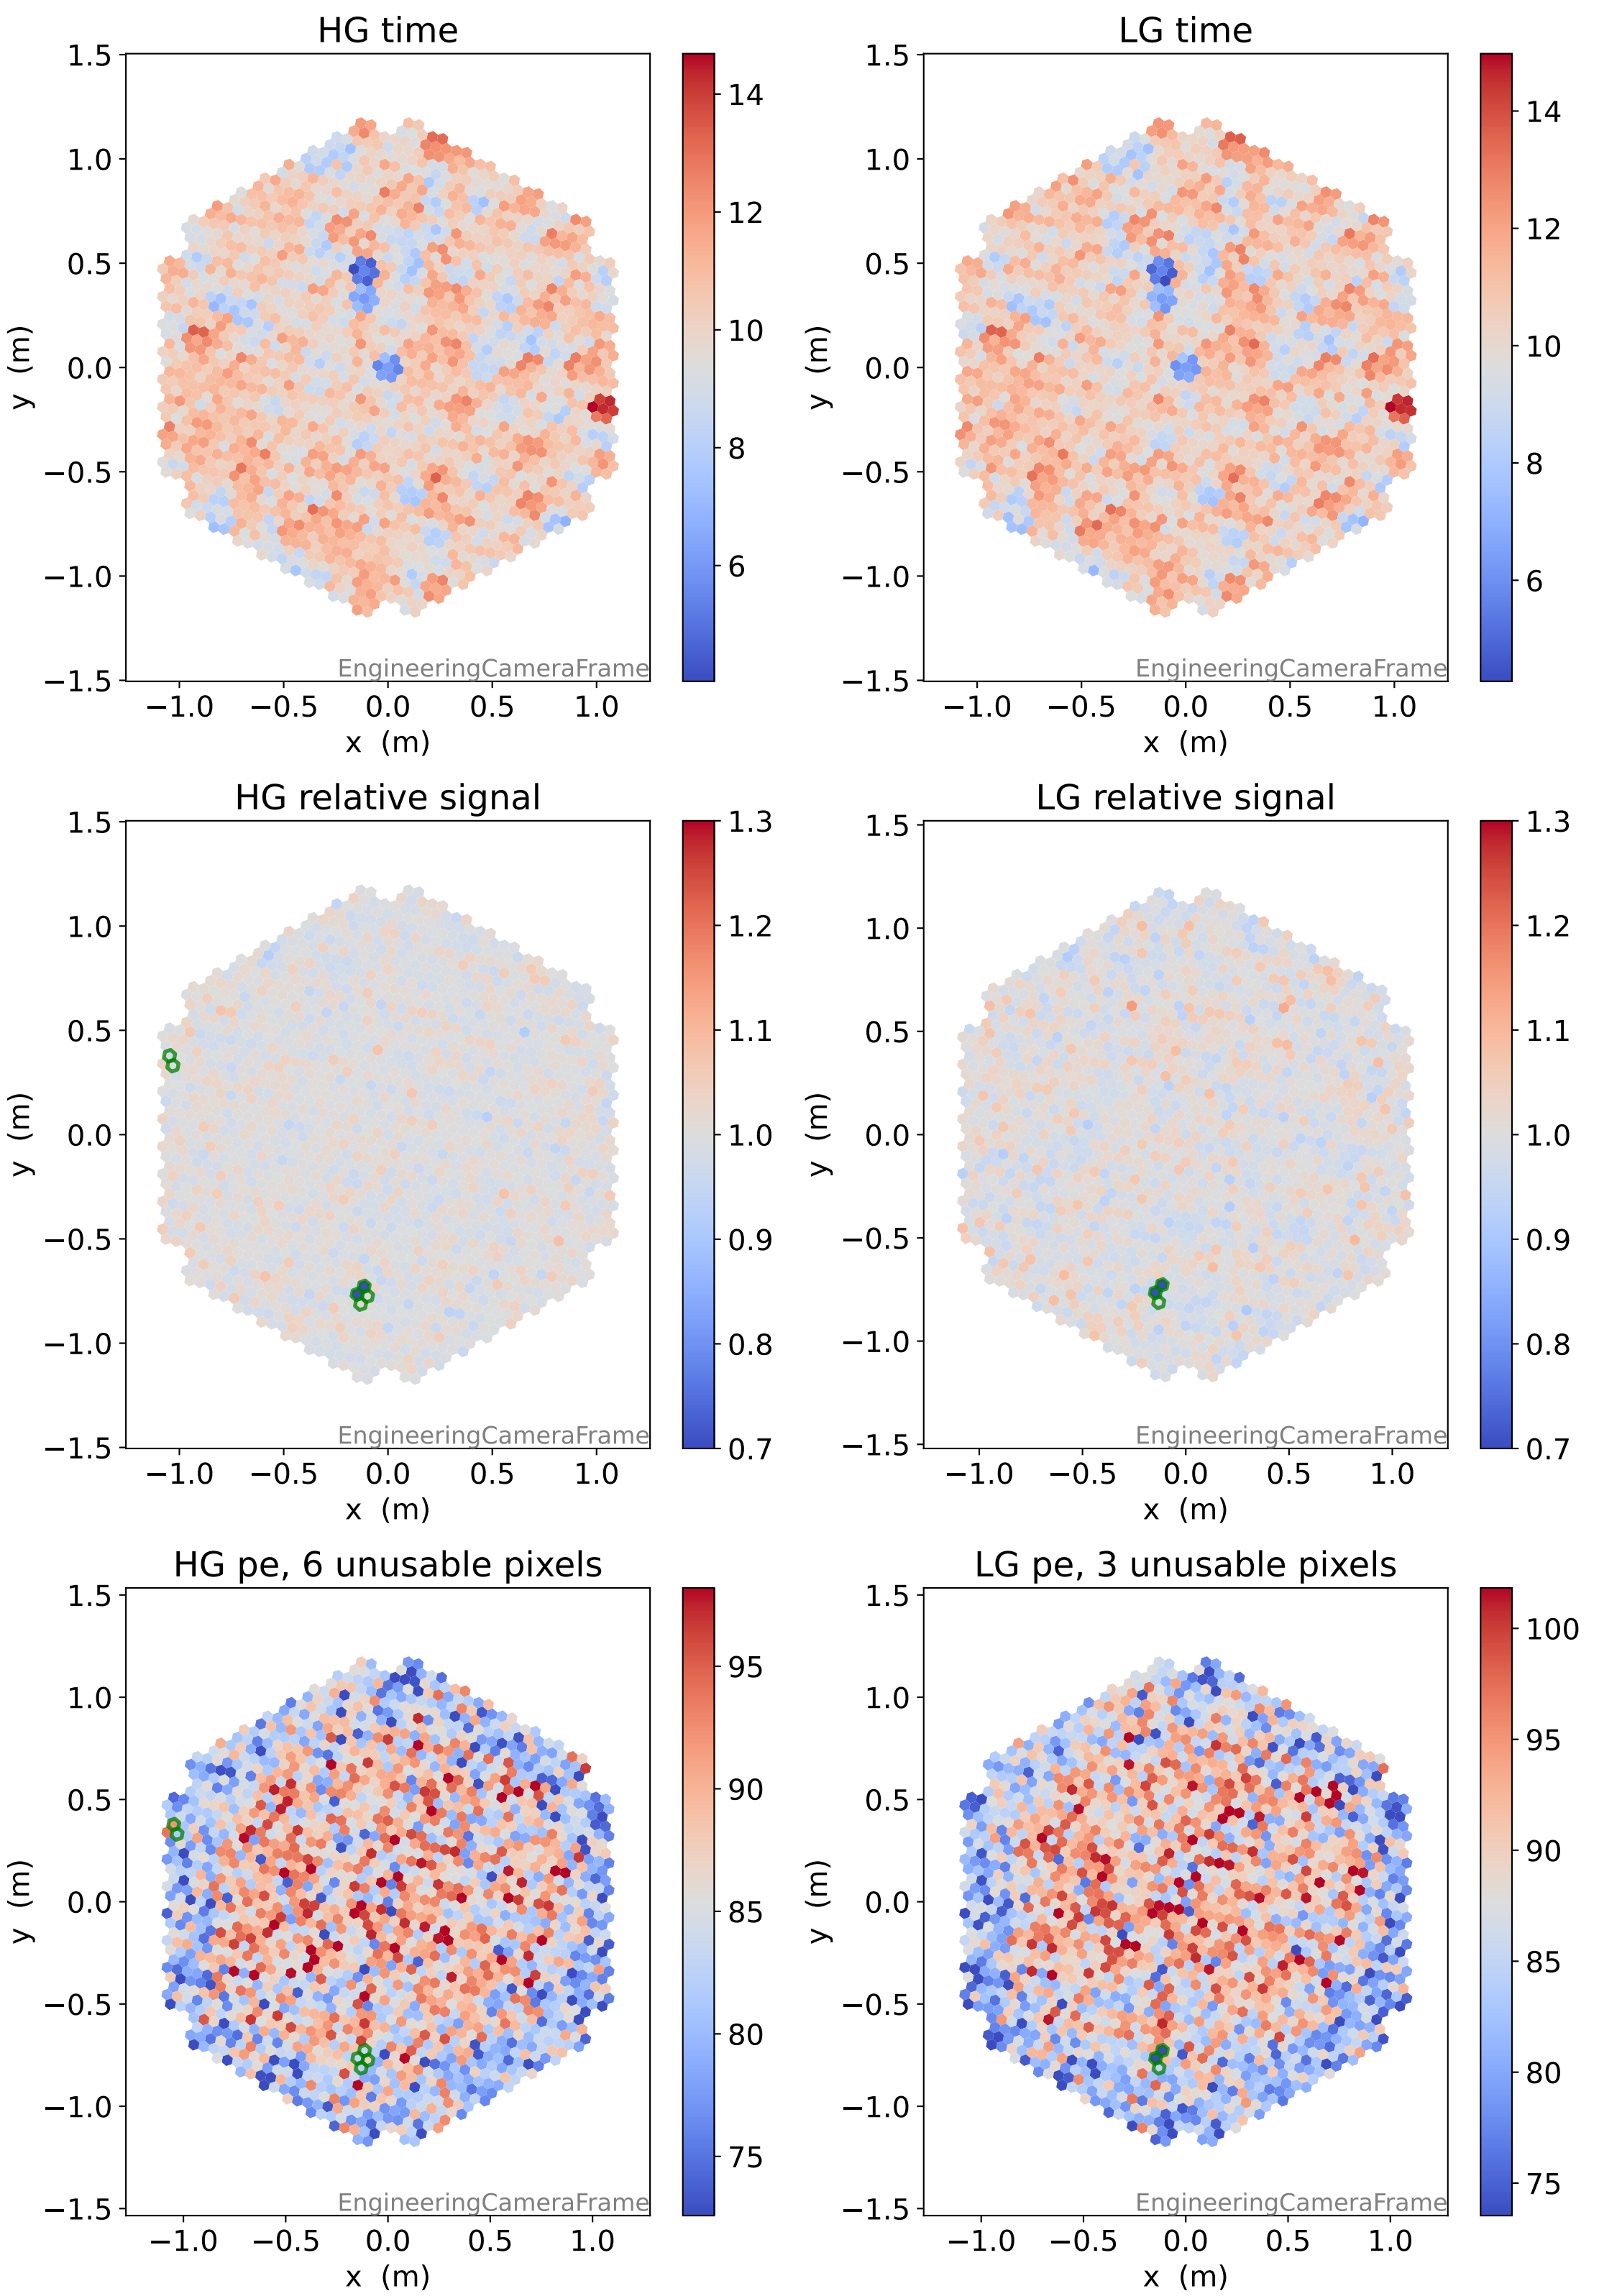 HG time
LG time
1.5
1.0
0.5
0.0
−0.5
−1.0
−1.5
y (m)
−1.0 −0.5 0.0 0.5 1.0
x (m)
EngineeringCameraFrame
14
12
10
8
6
1.5
1.0
0.5
0.0
−0.5
−1.0
−1.5
y (m)
−1.0 −0.5 0.0 0.5 1.0
x (m)
EngineeringCameraFrame
14
12
10
8
6
HG relative signal
LG relative signal
1.5
1.0
0.5
0.0
−0.5
−1.0
−1.5
y (m)
−1.0 −0.5 0.0 0.5 1.0
x (m)
EngineeringCameraFrame
1.3
1.2
1.1
1.0
0.9
0.8
0.7
1.5
1.0
0.5
0.0
−0.5
−1.0
−1.5
y (m)
−1.0 −0.5 0.0 0.5 1.0
x (m)
EngineeringCameraFrame
1.3
1.2
1.1
1.0
0.9
0.8
0.7
HG pe, 6 unusable pixels
LG pe, 3 unusable pixels
1.5
1.0
0.5
0.0
−0.5
−1.0
−1.5
y (m)
−1.0 −0.5 0.0 0.5 1.0
x (m)
EngineeringCameraFrame
95
90
85
80
75
1.5
1.0
0.5
0.0
−0.5
−1.0
−1.5
y (m)
−1.0 −0.5 0.0 0.5 1.0
x (m)
EngineeringCameraFrame
100
95
90
85
80
75